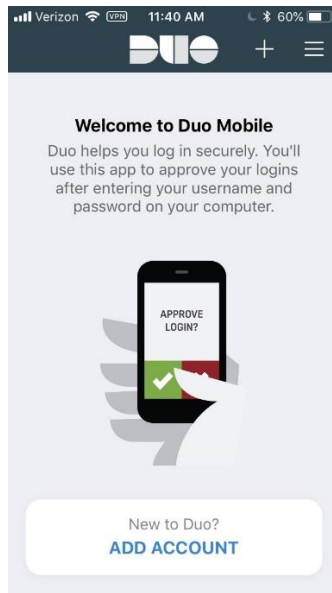 Verizon VPN 11:40 AM 60%
DUO +
Welcome to Duo Mobile
Duo helps you log in securely. You'll
use this app to approve your logins
after entering your username and
password on your computer.
APPROVE
LOGIN?
New to Duo?
ADD ACCOUNT